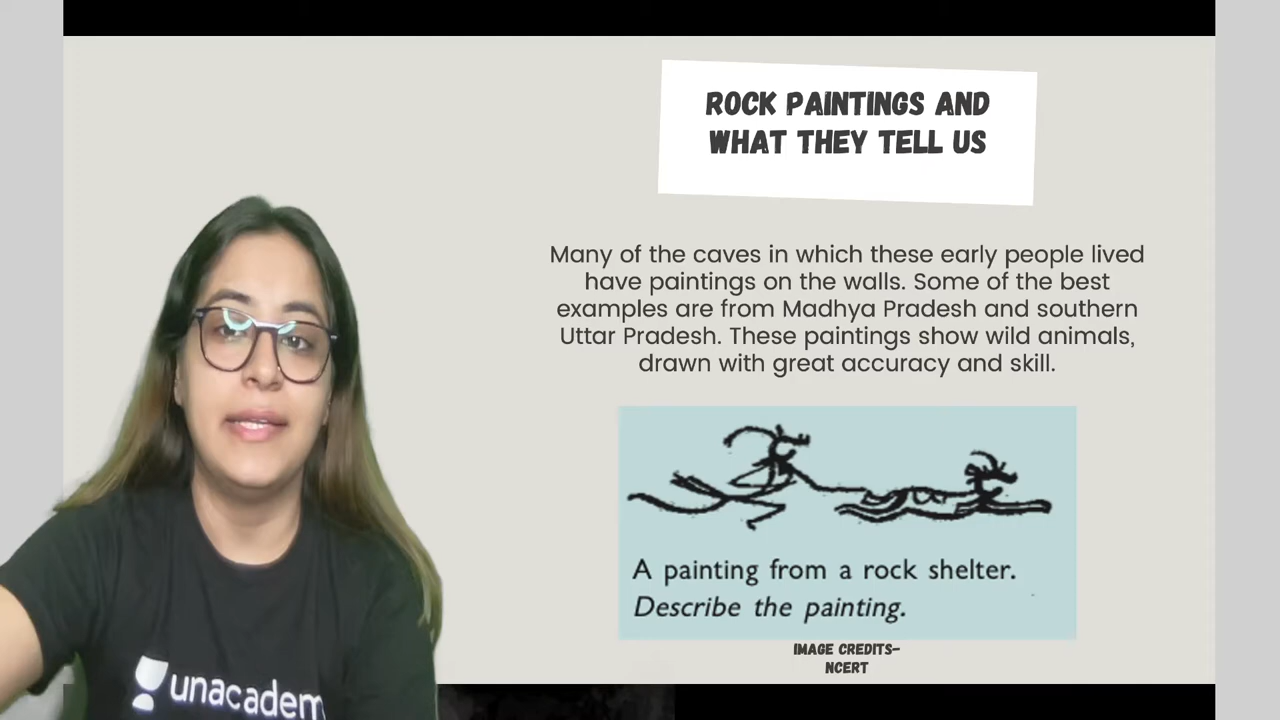 ROCK PAINTINGS AND
WHAT THEY TELL US
Many of the caves in which these early people lived
have paintings on the walls. Some of the best
examples are from Madhya Pradesh and southern
Uttar Pradesh. These paintings show wild animals,
drawn with great accuracy and skill.
A painting from a rock shelter.
Describe the painting.
IMAGE CREDITS-
NCERT
unacadem